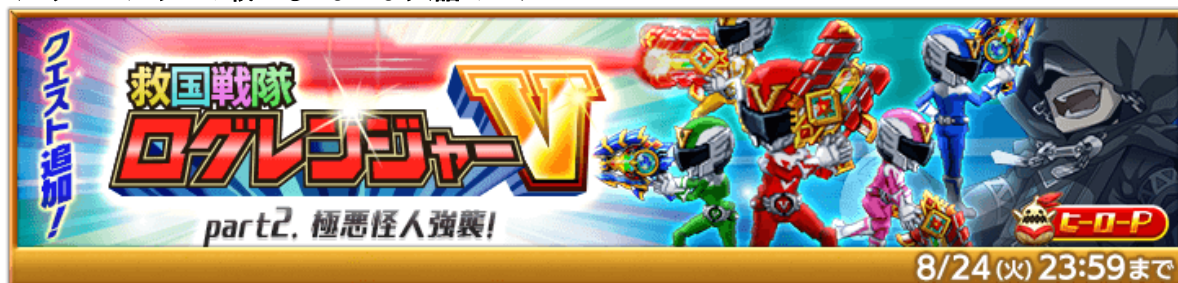 クエスト追加!
救国戦隊
ログレンジャーV
part2. 極悪怪人強襲!
ヒーローP
8/24(火) 23:59まで